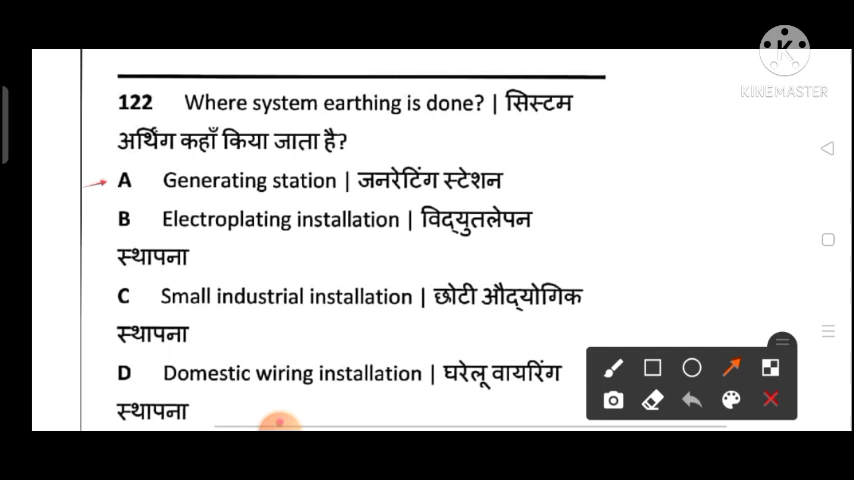 KINEMASTER
122 Where system earthing is done? | सिस्टम
अर्थिंग कहाँ किया जाता है?
A Generating station | जनरेटिंग स्टेशन
B Electroplating installation | विद्युतलेपन
स्थापना
C Small industrial installation | छोटी औद्योगिक
स्थापना
D Domestic wiring installation | घरेलू वायरिंग
स्थापना